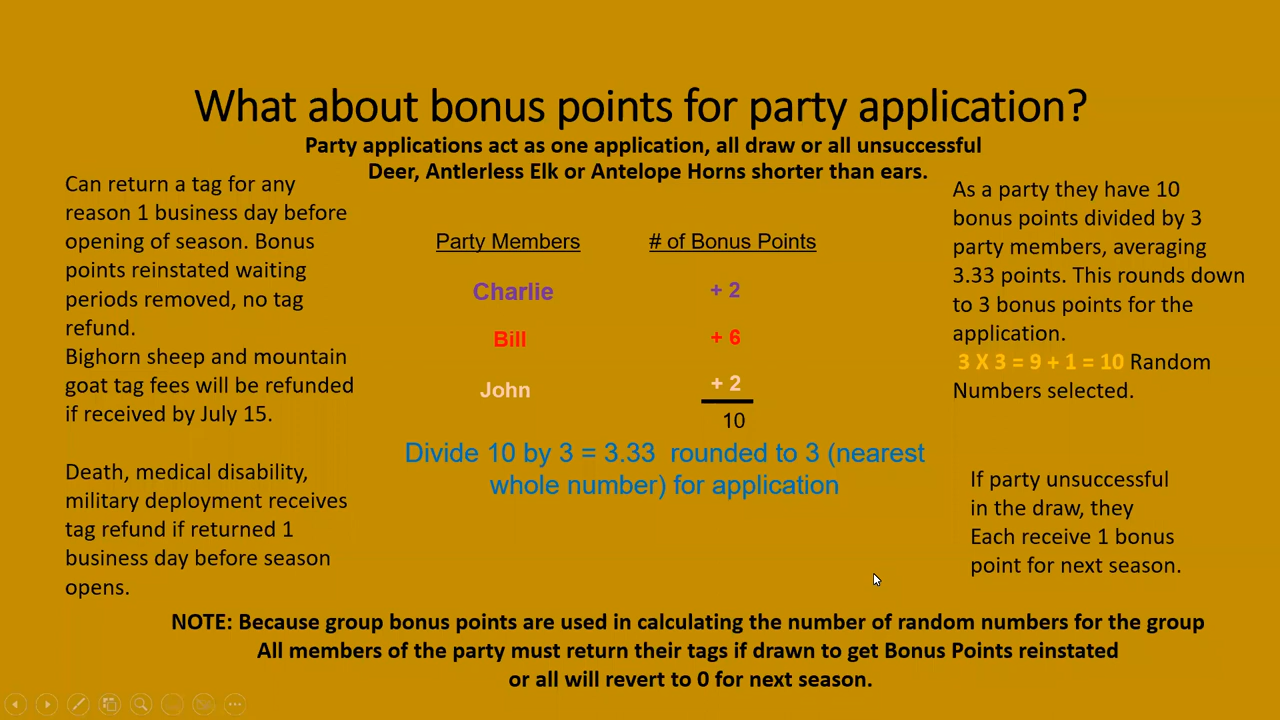 What about bonus points for party application?
Party applications act as one application, all draw or all unsuccessful
Deer, Antlerless Elk or Antelope Horns shorter than ears.
Can return a tag for any
reason 1 business day before
opening of season. Bonus
points reinstated waiting
periods removed, no tag
refund.
Bighorn sheep and mountain
goat tag fees will be refunded
if received by July 15.
Death, medical disability,
military deployment receives
tag refund if returned 1
business day before season
opens.
Party Members # of Bonus Points
Charlie + 2
Bill + 6
John + 2
10
Divide 10 by 3 = 3.33 rounded to 3 (nearest
whole number) for application
As a party they have 10
bonus points divided by 3
party members, averaging
3.33 points. This rounds down
to 3 bonus points for the
application.
3 X 3 = 9 + 1 = 10 Random
Numbers selected.
If party unsuccessful
in the draw, they
Each receive 1 bonus
point for next season.
NOTE: Because group bonus points are used in calculating the number of random numbers for the group
All members of the party must return their tags if drawn to get Bonus Points reinstated
or all will revert to 0 for next season.